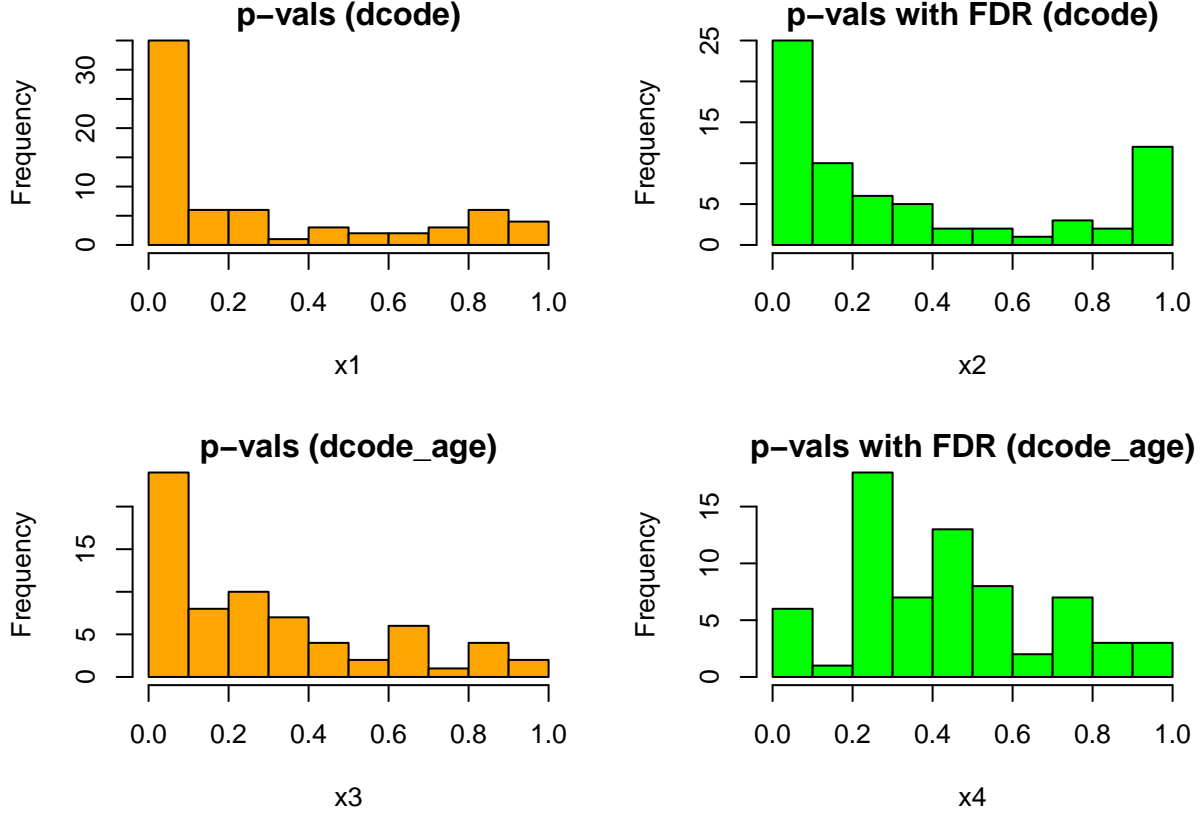 p−vals (dcode)
Frequency
0 10 20 30
0.0 0.2 0.4 0.6 0.8 1.0
x1
p−vals with FDR (dcode)
Frequency
0 5 15 25
0.0 0.2 0.4 0.6 0.8 1.0
x2
p−vals (dcode_age)
Frequency
0 5 15
0.0 0.2 0.4 0.6 0.8 1.0
x3
p−vals with FDR (dcode_age)
Frequency
0 5 10 15
0.0 0.2 0.4 0.6 0.8 1.0
x4